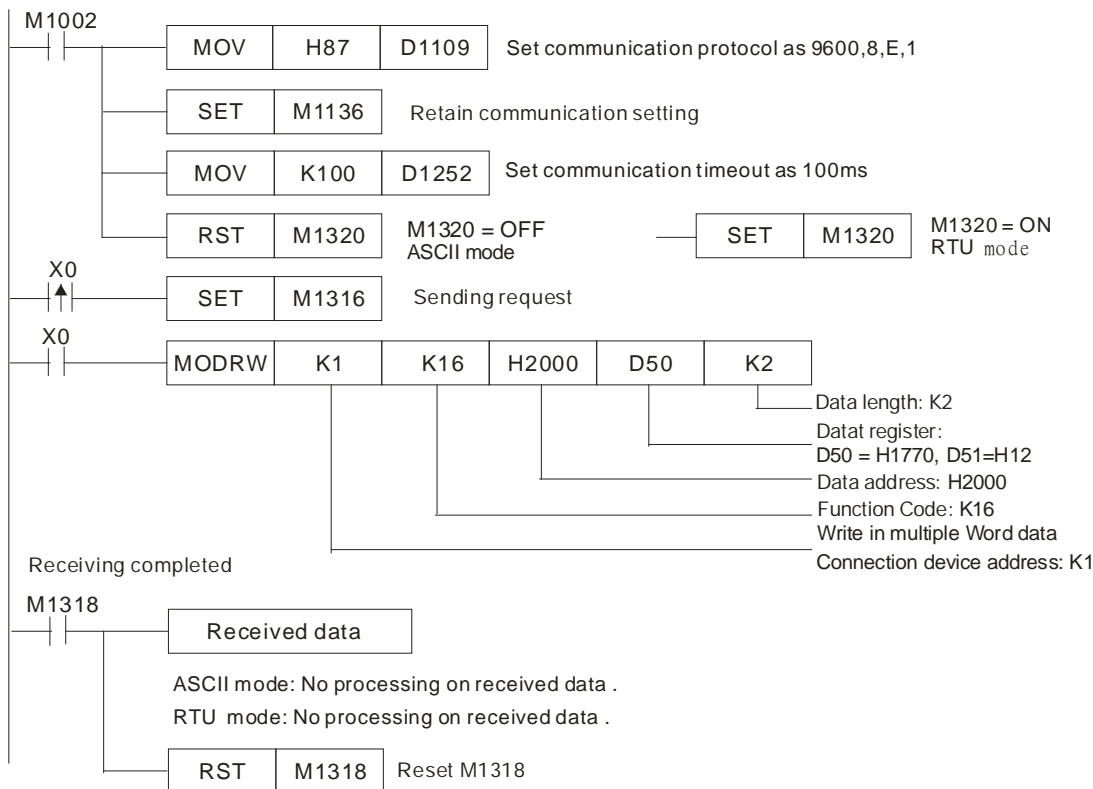 M1002
MOV H87 D1109 Set communication protocol as 9600,8,E,1
SET M1136 Retain communication setting
MOV K100 D1252 Set communication timeout as 100ms
RST M1320 M1320 = OFF
ASCII mode
SET M1320 M1320 = ON
RTU mode
X0
SET M1316 Sending request
X0
MODRW K1 K16 H2000 D50 K2
Data length: K2
Datat register:
D50 = H1770, D51=H12
Data address: H2000
Function Code: K16
Write in multiple Word data
Connection device address: K1
Receiving completed
M1318
Received data
ASCII mode: No processing on received data .
RTU mode: No processing on received data .
RST M1318 Reset M1318